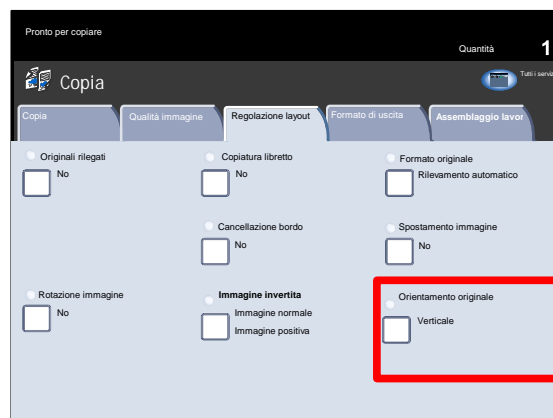 Pronto per copiare
Quantità 1
Copia Tutti i serviz
Copia Qualità immagine Regolazione layout Formato di uscita Assemblaggio lavor
Originali rilegati Copiatura libretto Formato originale
No No Rilevamento automatico
Cancellazione bordo Spostamento immagine
No No
Rotazione immagine Immagine invertita Orientamento originale
No Immagine normale Verticale
Immagine positiva